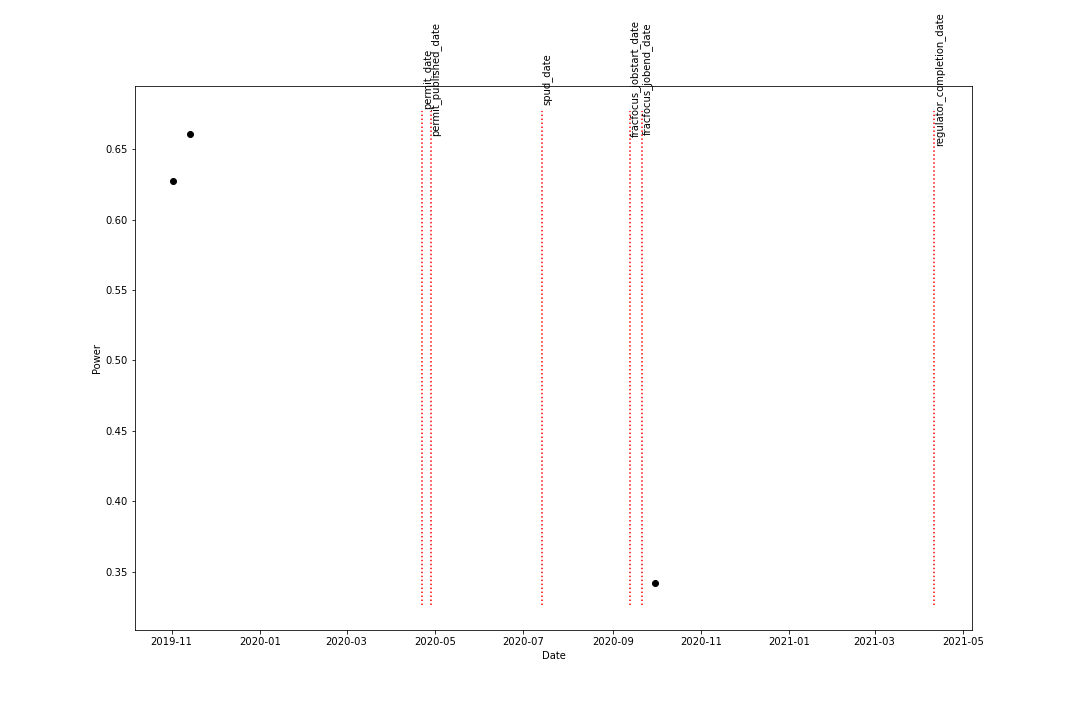 permit_date
permit_published_date
spud_date
fracfocus_jobstart_date
fracfocus_jobend_date
regulator_completion_date
0.65
0.60
0.55
0.50
0.45
0.40
0.35
Power
2019-11 2020-01 2020-03 2020-05 2020-07 2020-09 2020-11 2021-01 2021-03 2021-05
Date